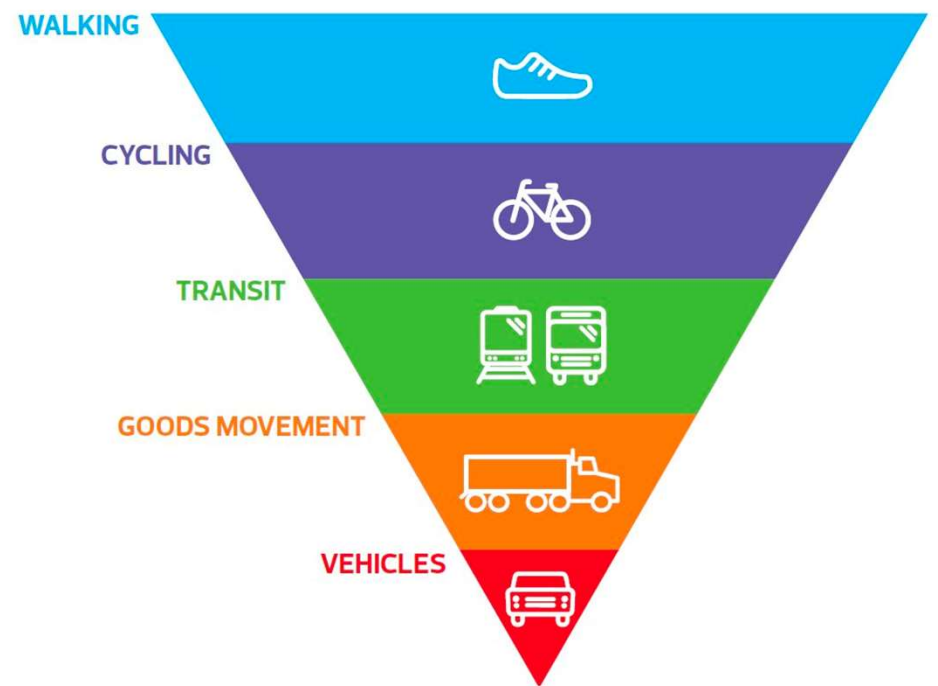 WALKING
CYCLING
TRANSIT
GOODS MOVEMENT
VEHICLES